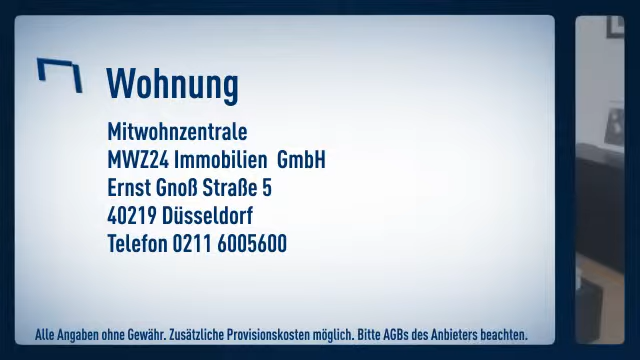 Wohnung
Mitwohnzentrale
MWZ24 Immobilien GmbH
Ernst Gnoß Straße 5
40219 Düsseldorf
Telefon 0211 6005600
Alle Angaben ohne Gewähr. Zusätzliche Provisionskosten möglich. Bitte AGBs des Anbieters beachten.